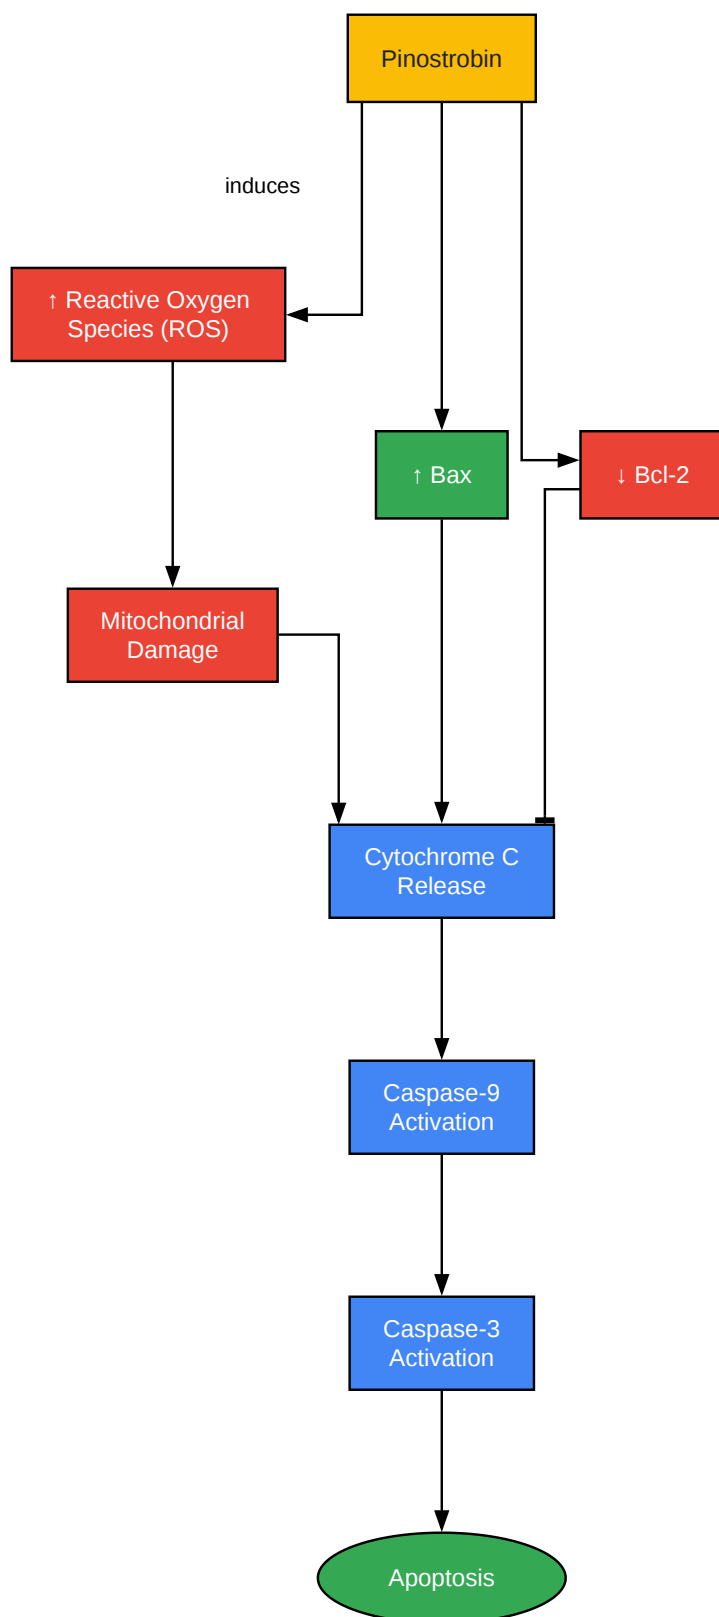 Pinostrobin
induces
↑ Reactive Oxygen
Species (ROS)
↑ Bax
↓ Bcl-2
Mitochondrial
Damage
Cytochrome C
Release
Caspase-9
Activation
Caspase-3
Activation
Apoptosis